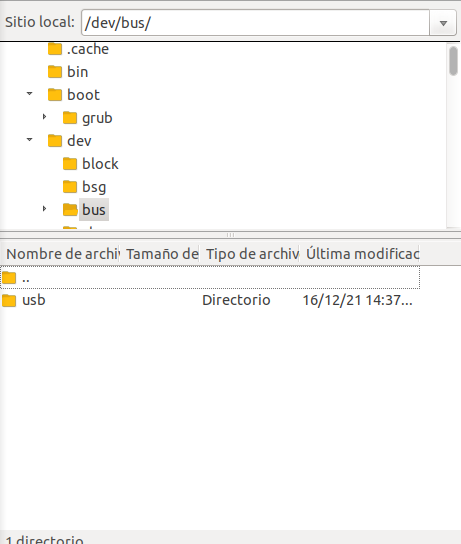 Sitio local: /dev/bus/
.cache
bin
boot
grub
dev
block
bsg
bus
Nombre de archiv Tamaño de Tipo de archiv Última modificac
..
usb Directorio 16/12/21 14:37...
1 directorio